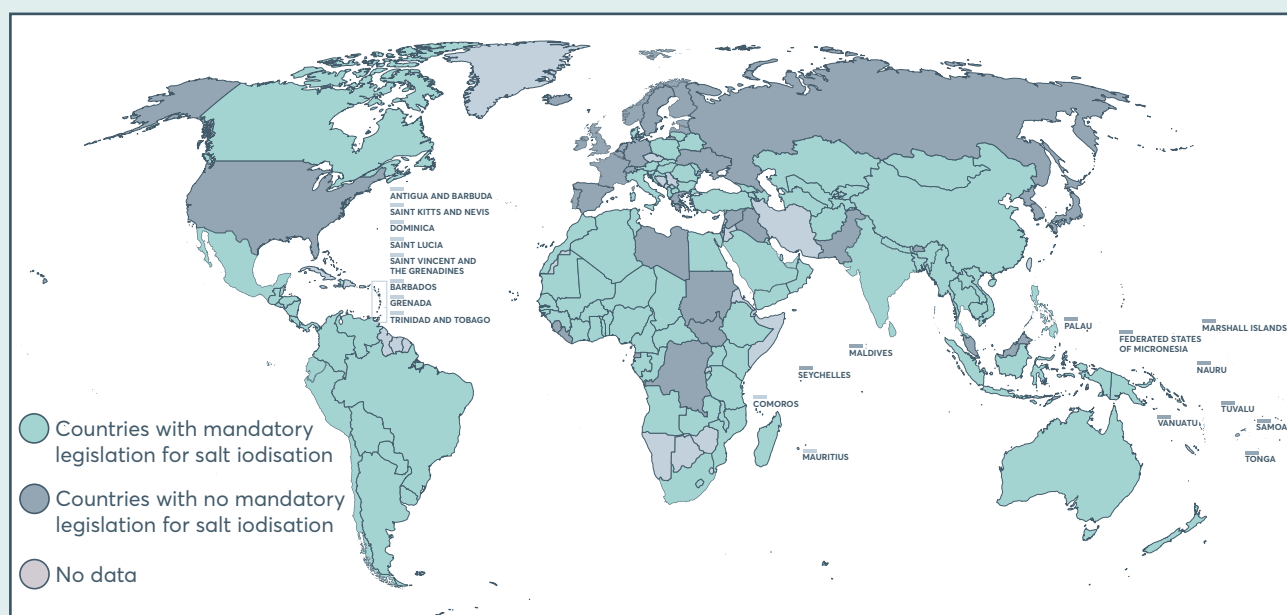 ANTIGUA AND BARBUDA
SAINT KITTS AND NEVIS
DOMINICA
SAINT LUCIA
SAINT VINCENT AND
THE GRENADINES
BARBADOS
GRENADA
TRINIDAD AND TOBAGO
MALDIVES
SEYCHELLES
COMOROS
MAURITIUS
PALAU
FEDERATED STATES
OF MICRONESIA
MARSHALL ISLANDS
NAURU
TUVALU
VANUATU
SAMOA
TONGA
Countries with mandatory
legislation for salt iodisation
Countries with no mandatory
legislation for salt iodisation
No data